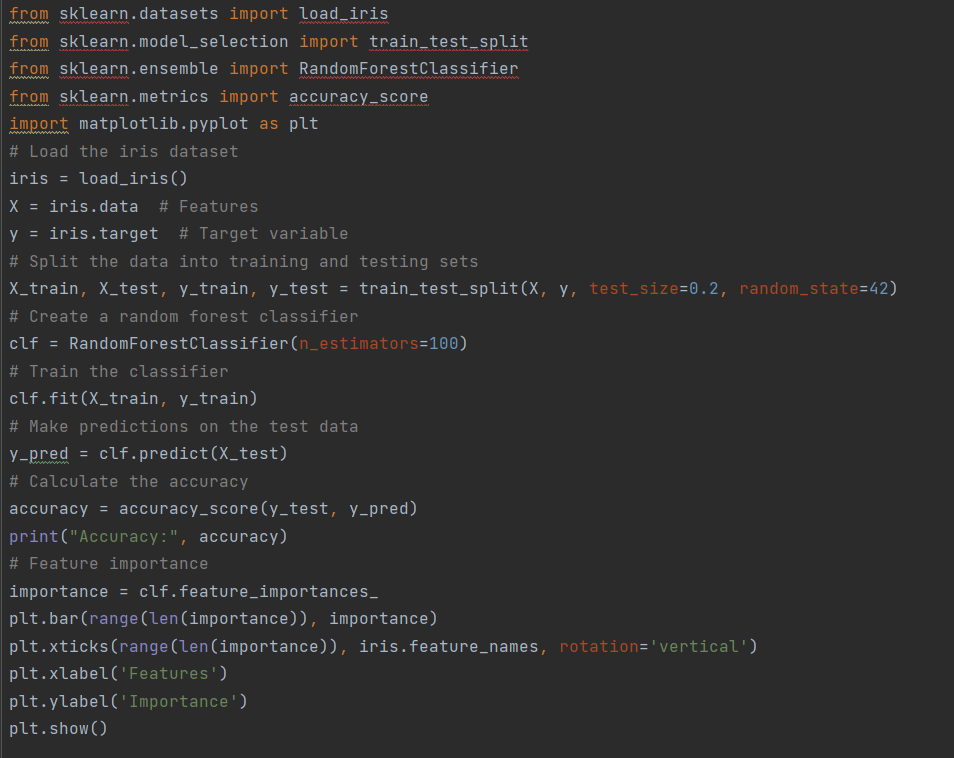 from sklearn.datasets import load_iris
from sklearn.model_selection import train_test_split
from sklearn.ensemble import RandomForestClassifier
from sklearn.metrics import accuracy_score
import matplotlib.pyplot as plt
# Load the iris dataset
iris = load_iris()
X = iris.data  # Features
y = iris.target  # Target variable
# Split the data into training and testing sets
X_train, X_test, y_train, y_test = train_test_split(X, y, test_size=0.2, random_state=42)
# Create a random forest classifier
clf = RandomForestClassifier(n_estimators=100)
# Train the classifier
clf.fit(X_train, y_train)
# Make predictions on the test data
y_pred = clf.predict(X_test)
# Calculate the accuracy
accuracy = accuracy_score(y_test, y_pred)
print("Accuracy:", accuracy)
# Feature importance
importance = clf.feature_importances_
plt.bar(range(len(importance)), importance)
plt.xticks(range(len(importance)), iris.feature_names, rotation='vertical')
plt.xlabel('Features')
plt.ylabel('Importance')
plt.show()